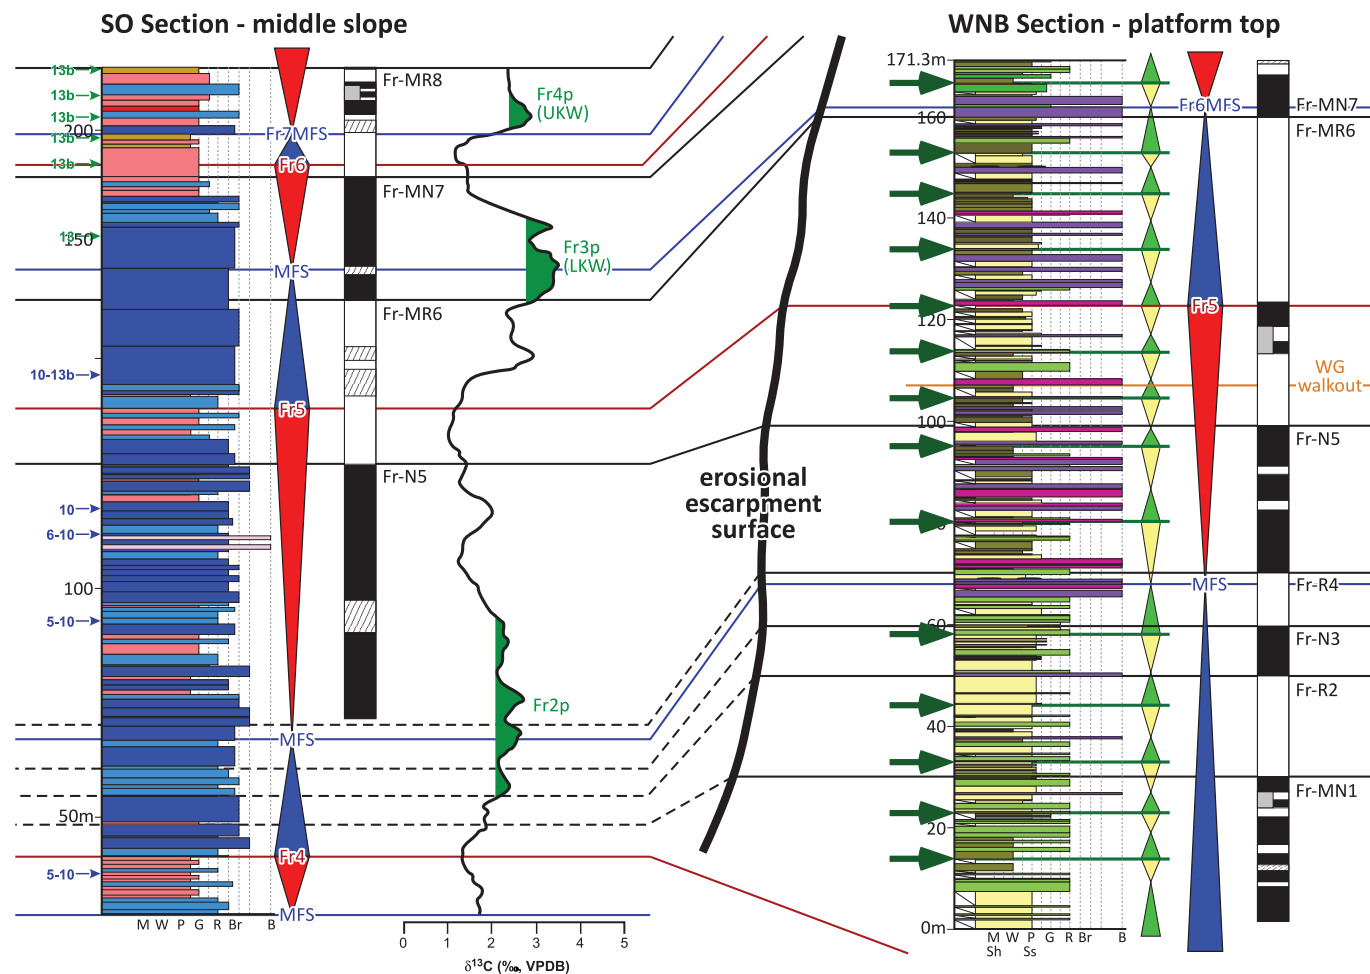 SO Section - middle slope
WNB Section - platform top
13b
13b
13b
200
13b
13b
13
150
10-13b
10
6-10
100
5-10
50m
5-10
M W P G R Br B
Fr7MFS
Fr6
MFS
Fr5
MFS
Fr4
MFS
Fr-MR8
Fr-MN7
Fr-MR6
Fr-N5
Fr4p
(UKW)
Fr3p
(LKW)
Fr2p
0 1 2 3 4 5
δ¹³C (‰, VPDB)
erosional
escarpment
surface
171.3m
160
140
120
100
60
40
20
0m
M W P G R Br B
Sh Ss
Fr6MFS
Fr5
MFS
WG
walkout
Fr-MN7
Fr-MR6
Fr-N5
Fr-R4
Fr-N3
Fr-R2
Fr-MN1